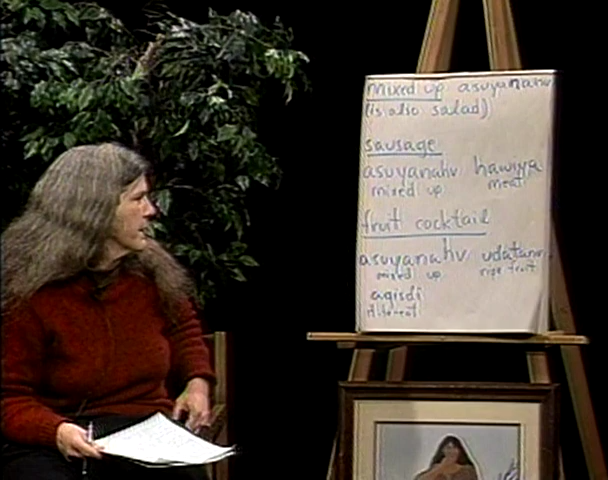 mixed up asuyanahv
(is also salad)
sausage
asuyanahv hawiya
mixed up meat
fruit cocktail
asuyanahv udatanv
mixed up ripe fruit
agisdi
different